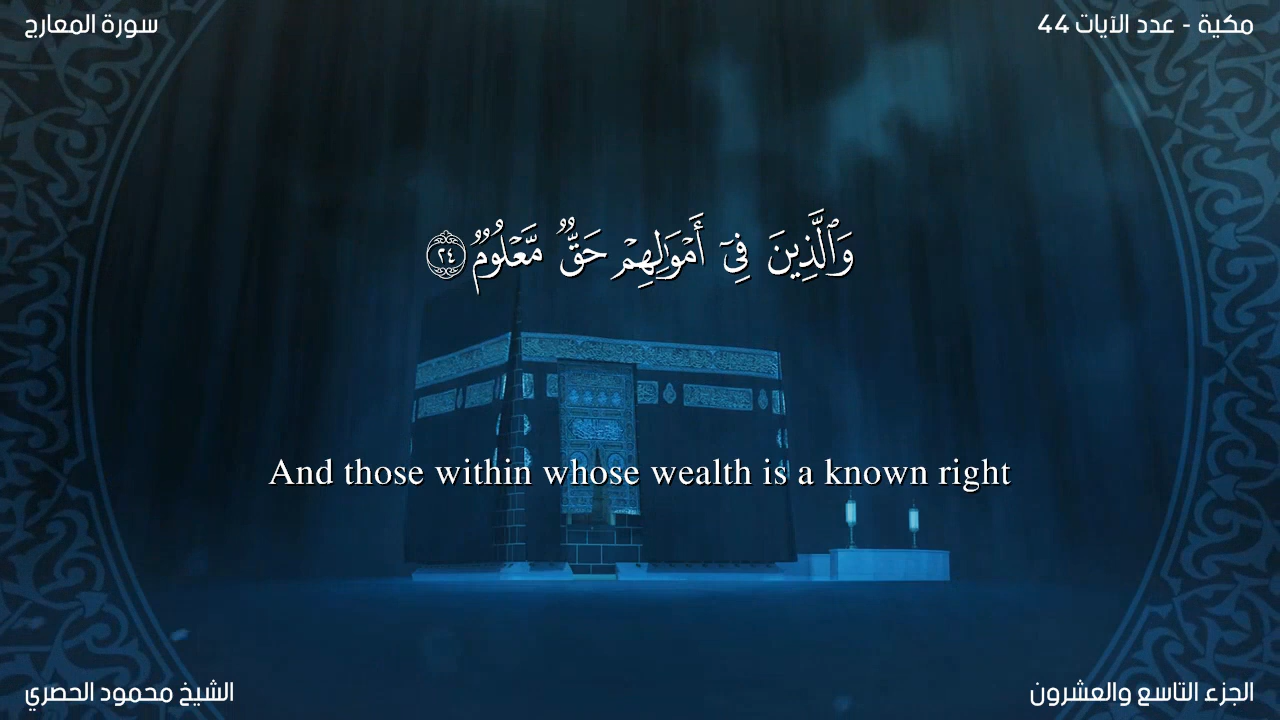 سورة المعارج
مكية - عدد الآيات 44
وَٱلَّذِينَ فِىٓ أَمْوَٰلِهِمْ حَقٌّ مَّعْلُومٌ ٢٤
And those within whose wealth is a known right
الشيخ محمود الحصري
الجزء التاسع والعشرون